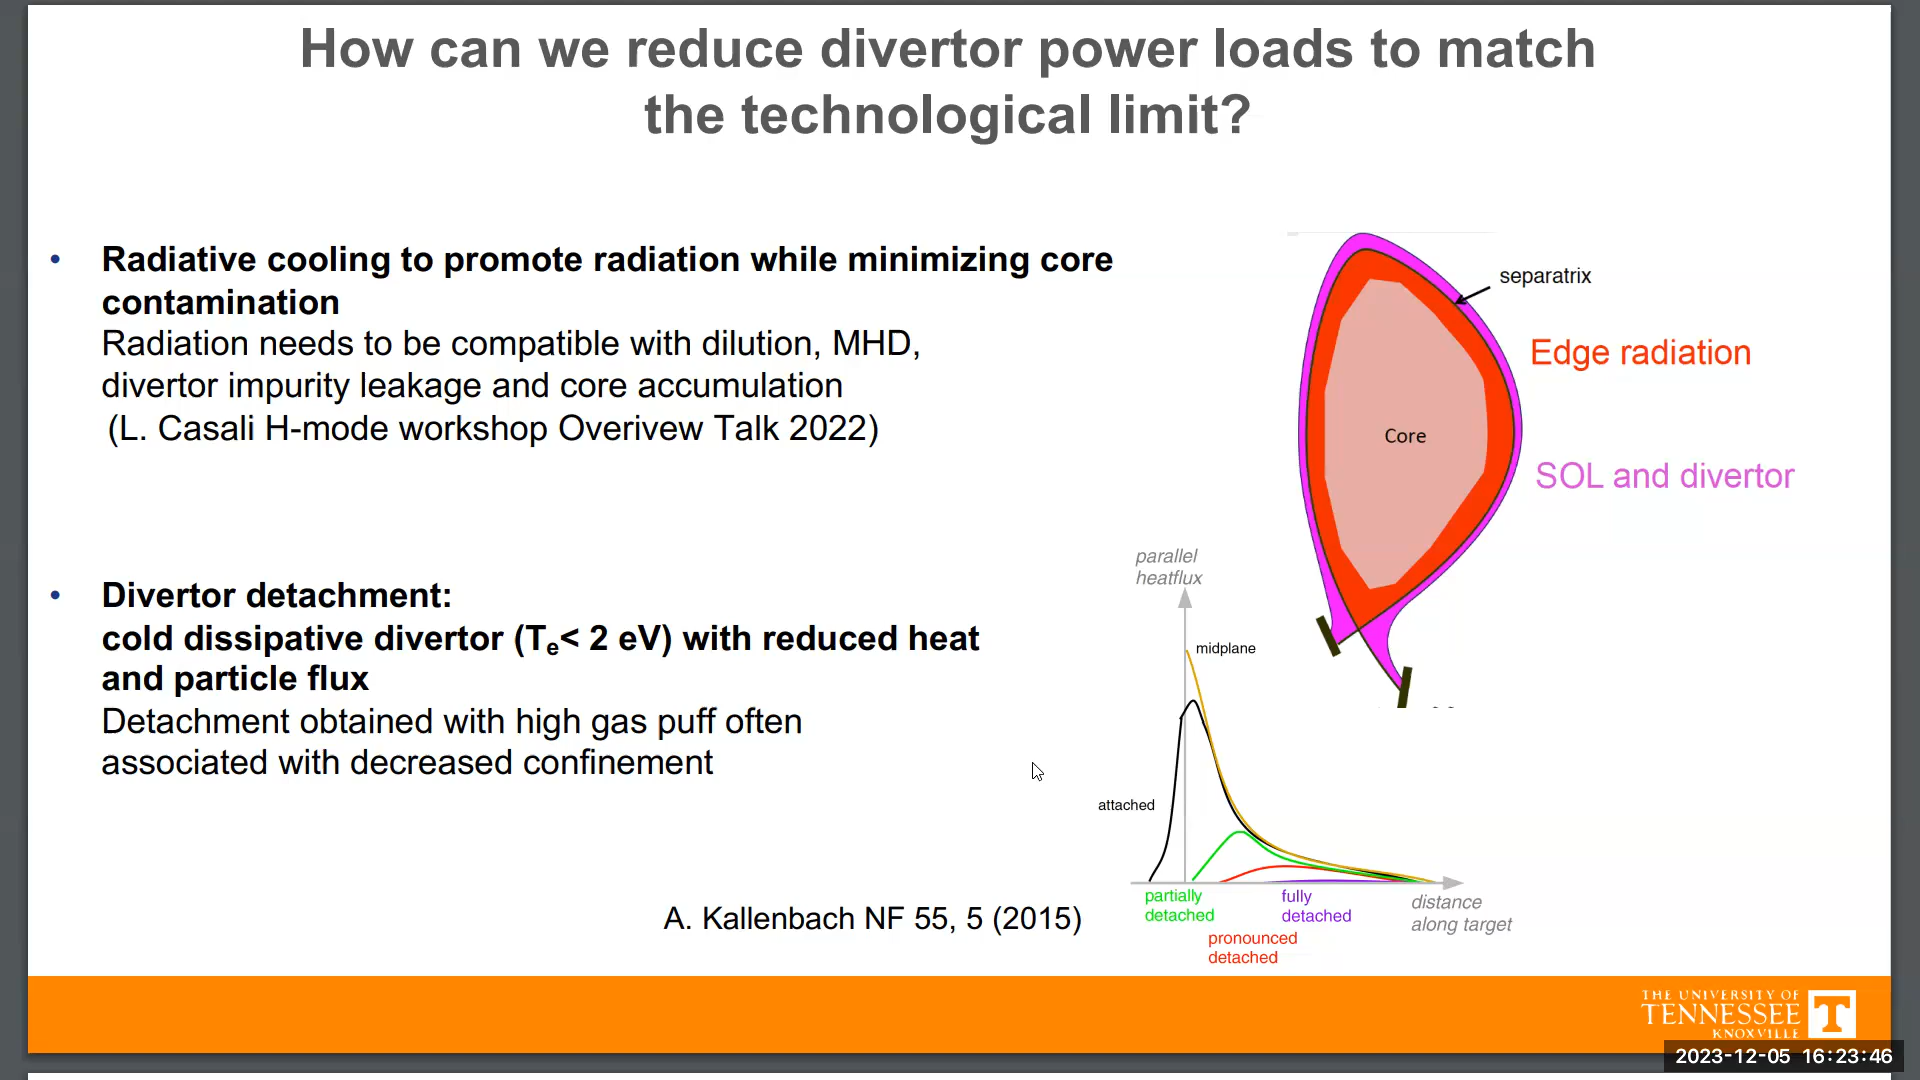 How can we reduce divertor power loads to match
the technological limit?
• Radiative cooling to promote radiation while minimizing core
contamination
Radiation needs to be compatible with dilution, MHD,
divertor impurity leakage and core accumulation
(L. Casali H-mode workshop Overivew Talk 2022)
• Divertor detachment:
cold dissipative divertor (Te< 2 eV) with reduced heat
and particle flux
Detachment obtained with high gas puff often
associated with decreased confinement
A. Kallenbach NF 55, 5 (2015)
separatrix
Edge radiation
Core
SOL and divertor
parallel
heatflux
midplane
attached
partially
detached
fully
detached
pronounced
detached
distance
along target
THE UNIVERSITY OF
TENNESSEE
KNOXVILLE
T
2023-12-05 16:23:46